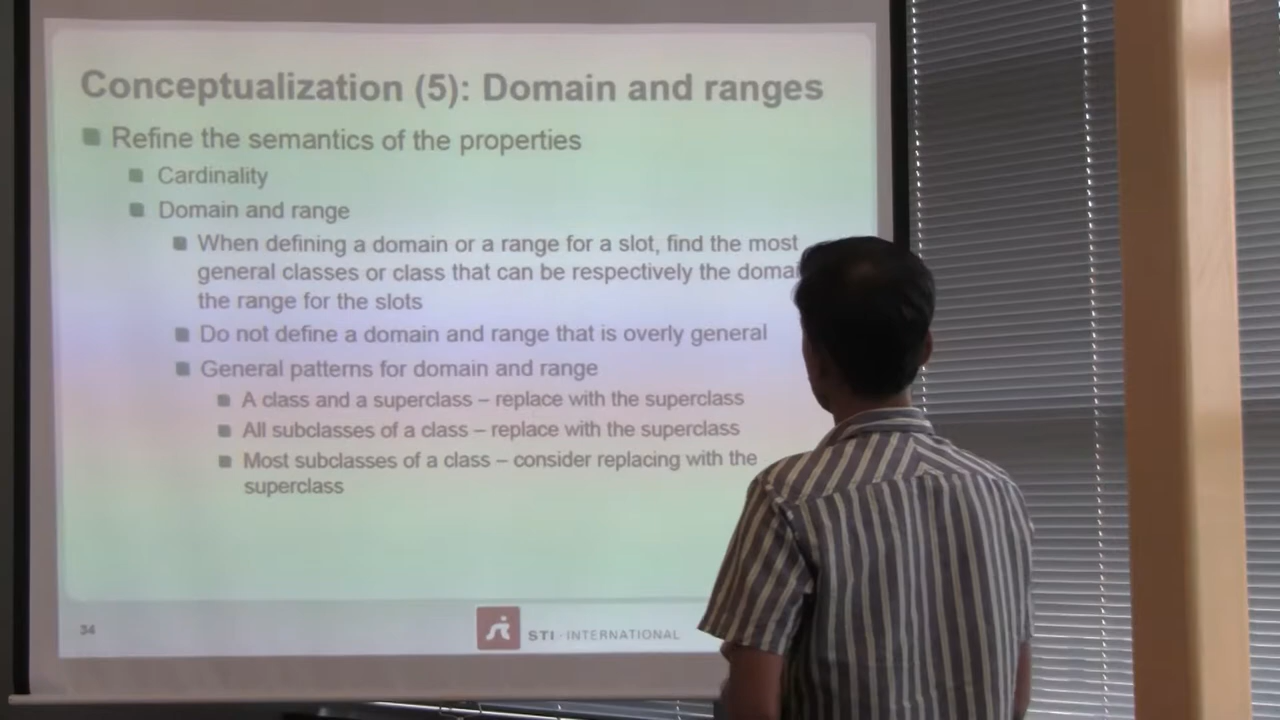 Conceptualization (5): Domain and ranges
Refine the semantics of the properties
Cardinality
Domain and range
When defining a domain or a range for a slot, find the most
general classes or class that can be respectively the domai
the range for the slots
Do not define a domain and range that is overly general
General patterns for domain and range
A class and a superclass – replace with the superclass
All subclasses of a class – replace with the superclass
Most subclasses of a class – consider replacing with the
superclass
34
STI · INTERNATIONAL